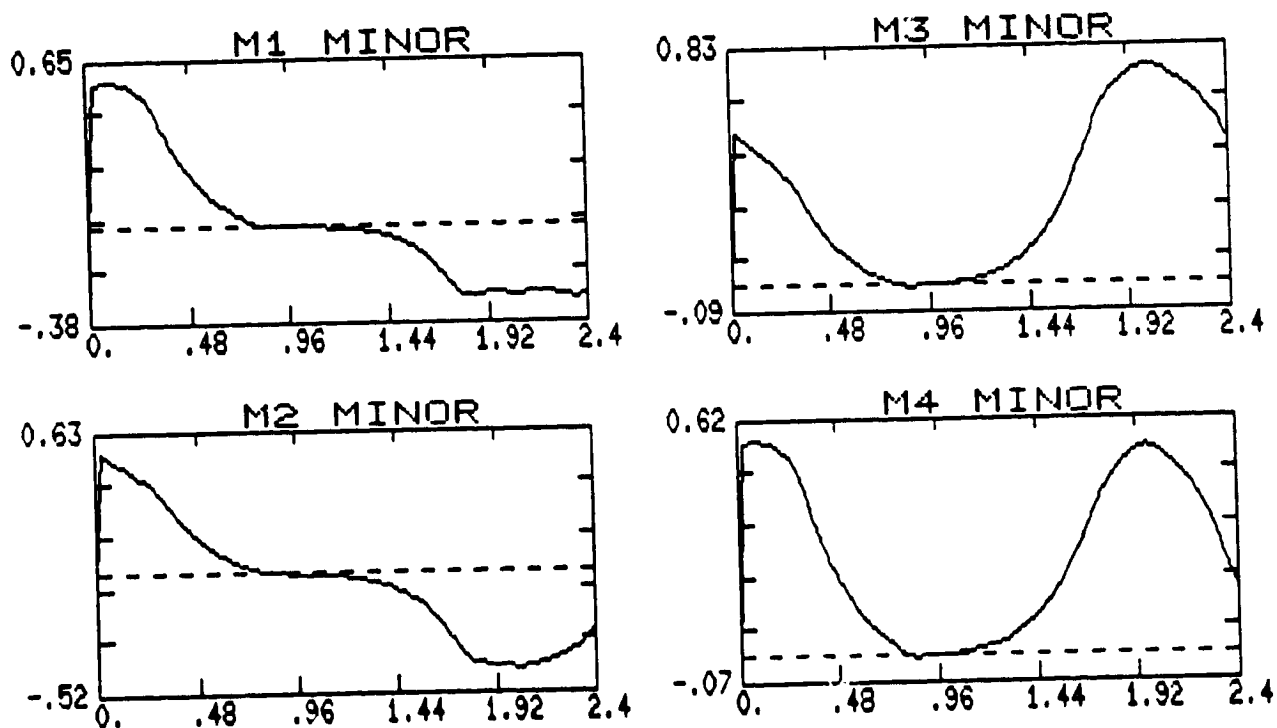 M1 MINOR
0.65
-.38
0. .48 .96 1.44 1.92 2.4
M3 MINOR
0.83
-.09
0. .48 .96 1.44 1.92 2.4
M2 MINOR
0.63
-.52
0. .48 .96 1.44 1.92 2.4
M4 MINOR
0.62
-.07
0. .48 .96 1.44 1.92 2.4